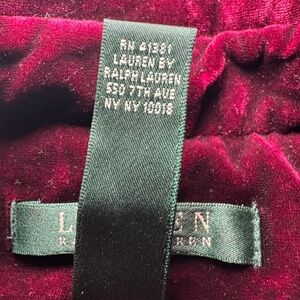 RN 41381
LAUREN BY
RALPH LAUREN
550 7TH AVE
NY NY 10018